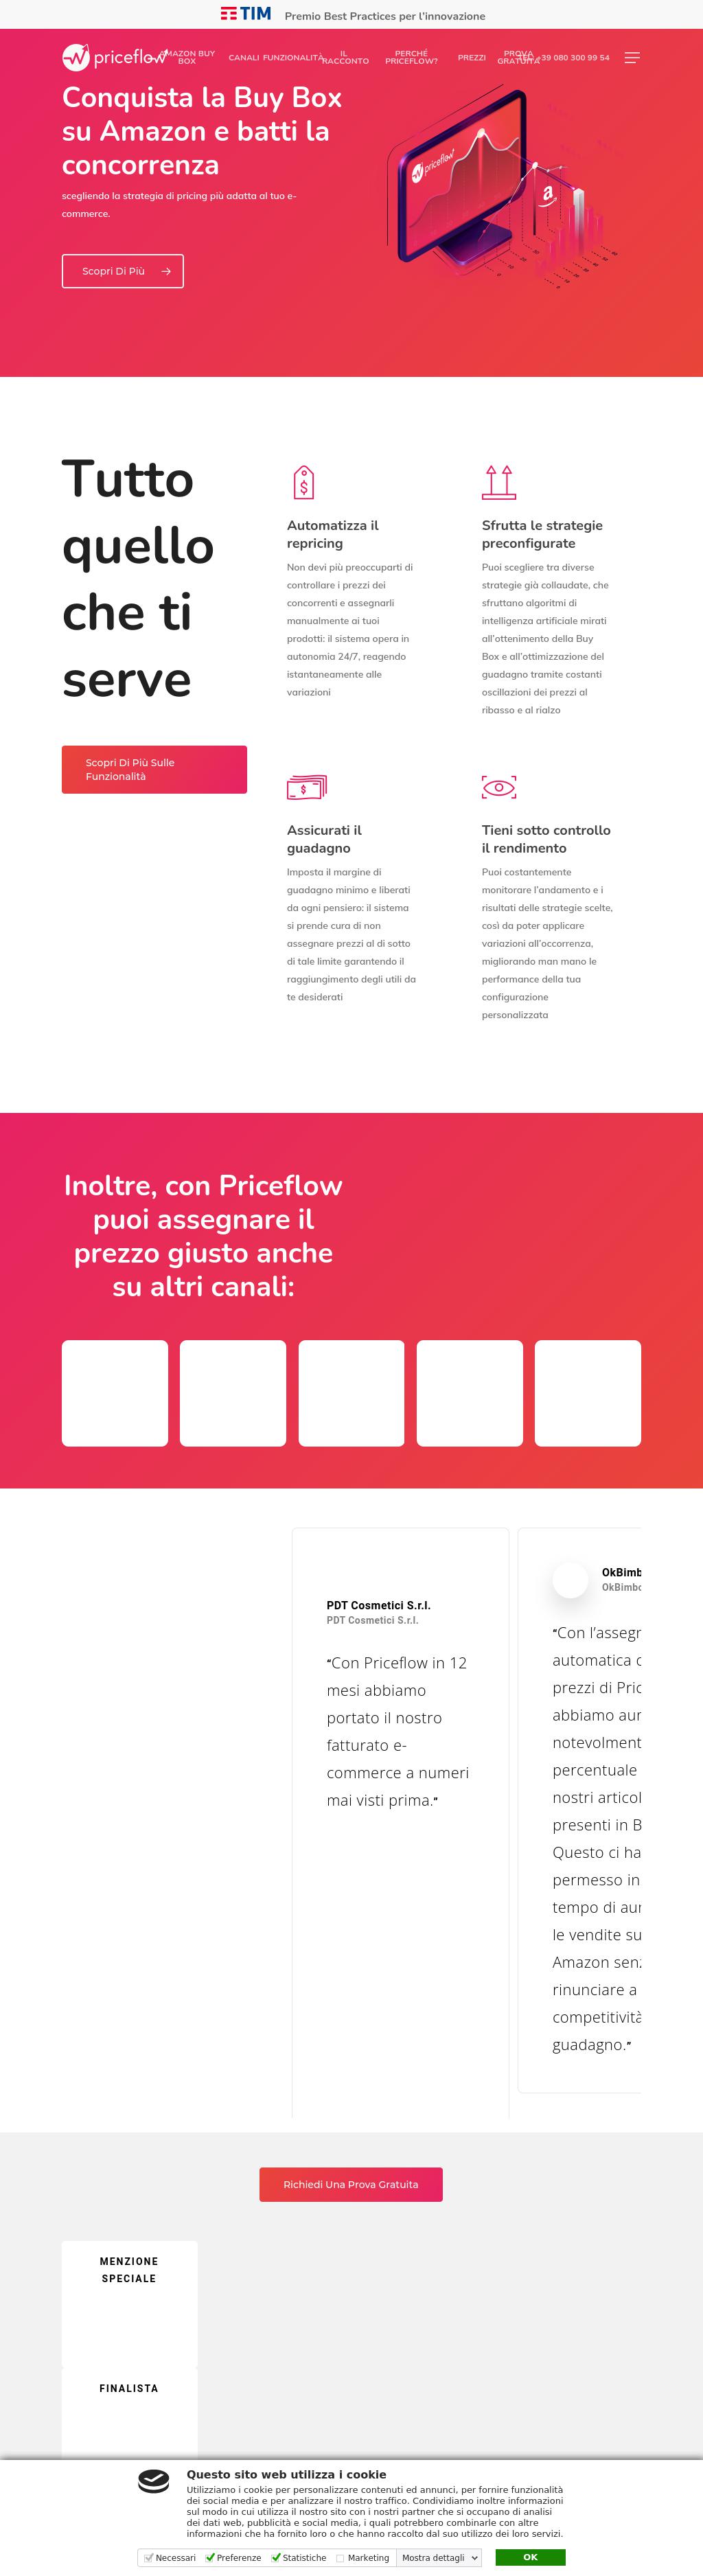 TIM Premio Best Practices per l'innovazione
priceflow
AMAZON BUY BOX
CANALI
FUNZIONALITÀ
IL RACCONTO
PERCHÉ PRICEFLOW?
PREZZI
PROVA GRATUITA
+39 080 300 99 54
Conquista la Buy Box
su Amazon e batti la
concorrenza
scegliendo la strategia di pricing più adatta al tuo e-
commerce.
Scopri Di Più
priceflow
Tutto
quello
che ti
serve
Scopri Di Più Sulle
Funzionalità
Automatizza il
repricing
Non devi più preoccuparti di
controllare i prezzi dei
concorrenti e assegnarli
manualmente ai tuoi
prodotti: il sistema opera in
autonomia 24/7, reagendo
istantaneamente alle
variazioni
Sfrutta le strategie
preconfigurate
Puoi scegliere tra diverse
strategie già collaudate, che
sfruttano algoritmi di
intelligenza artificiale mirati
all'ottenimento della Buy
Box e all'ottimizzazione del
guadagno tramite costanti
oscillazioni dei prezzi al
ribasso e al rialzo
Assicurati il
guadagno
Imposta il margine di
guadagno minimo e liberati
da ogni pensiero: il sistema
si prende cura di non
assegnare prezzi al di sotto
di tale limite garantendo il
raggiungimento degli utili da
te desiderati
Tieni sotto controllo
il rendimento
Puoi costantemente
monitorare l'andamento e i
risultati delle strategie scelte,
così da poter applicare
variazioni all'occorrenza,
migliorando man mano le
performance della tua
configurazione
personalizzata
Inoltre, con Priceflow
puoi assegnare il
prezzo giusto anche
su altri canali:
PDT Cosmetici S.r.l.
PDT Cosmetici S.r.l.
"Con Priceflow in 12
mesi abbiamo
portato il nostro
fatturato e-
commerce a numeri
mai visti prima."
OkBimb
OkBimbo
"Con l'assegn
automatica d
prezzi di Pric
abbiamo aun
notevolment
percentuale
nostri articol
presenti in B
Questo ci ha
permesso in
tempo di aun
le vendite su
Amazon senz
rinunciare a
competitività
guadagno."
Richiedi Una Prova Gratuita
MENZIONE
SPECIALE
FINALISTA
Questo sito web utilizza i cookie
Utilizziamo i cookie per personalizzare contenuti ed annunci, per fornire funzionalità
dei social media e per analizzare il nostro traffico. Condividiamo inoltre informazioni
sul modo in cui utilizza il nostro sito con i nostri partner che si occupano di analisi
dei dati web, pubblicità e social media, i quali potrebbero combinarle con altre
informazioni che ha fornito loro o che hanno raccolto dal suo utilizzo dei loro servizi.
Necessari Preferenze Statistiche Marketing Mostra dettagli OK